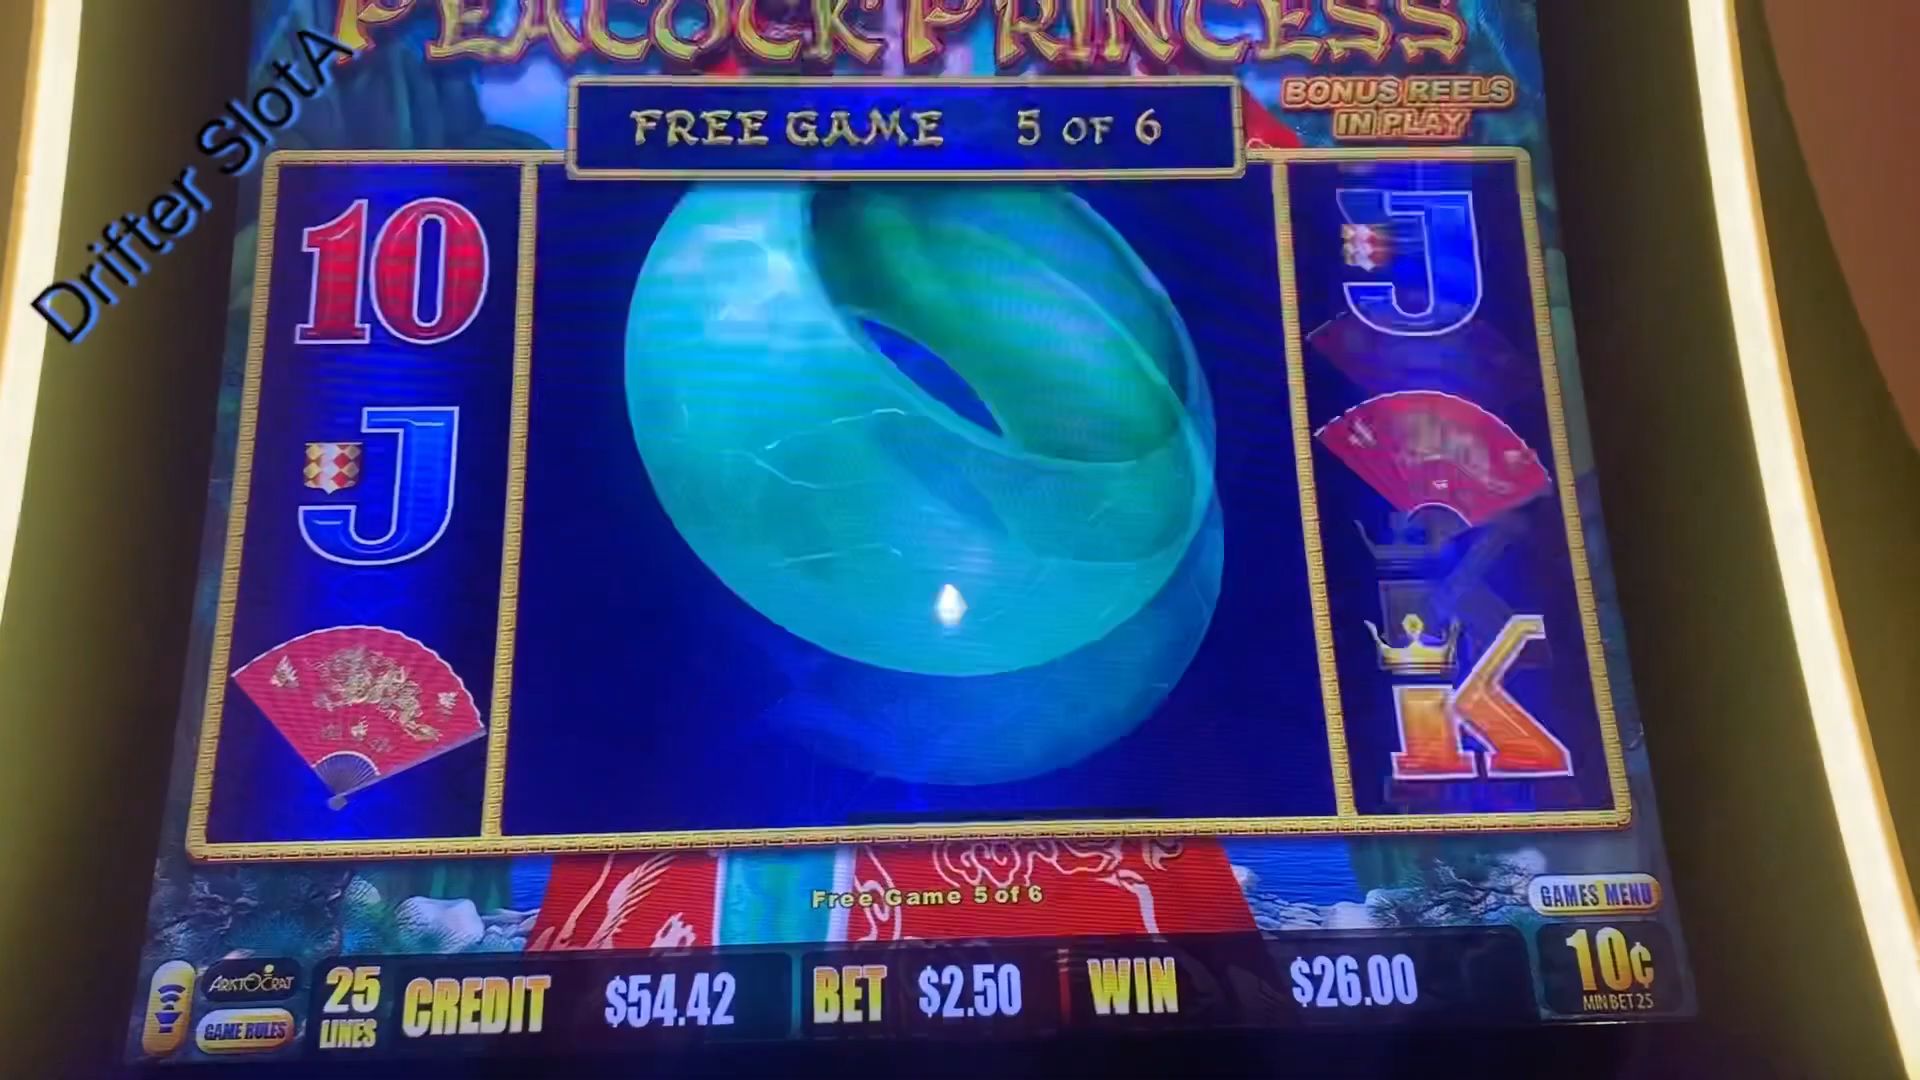 PEACOCK PRINCESS
Drifter SlotA
FREE GAME 5 OF 6
BONUS REELS
IN PLAY
10
J
J
K
Free Game 5 of 6
GAMES MENU
ARISTOCRAT
GAME RULES
25
LINES
CREDIT $54.42
BET $2.50
WIN $26.00
10¢
MIN BET 25